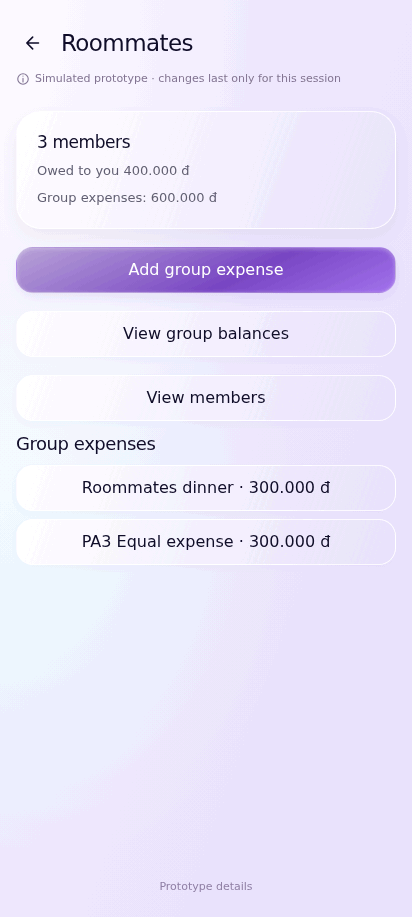 Roommates
Simulated prototype · changes last only for this session
3 members
Owed to you 400.000 đ
Group expenses: 600.000 đ
Add group expense
View group balances
View members
Group expenses
Roommates dinner · 300.000 đ
PA3 Equal expense · 300.000 đ
Prototype details